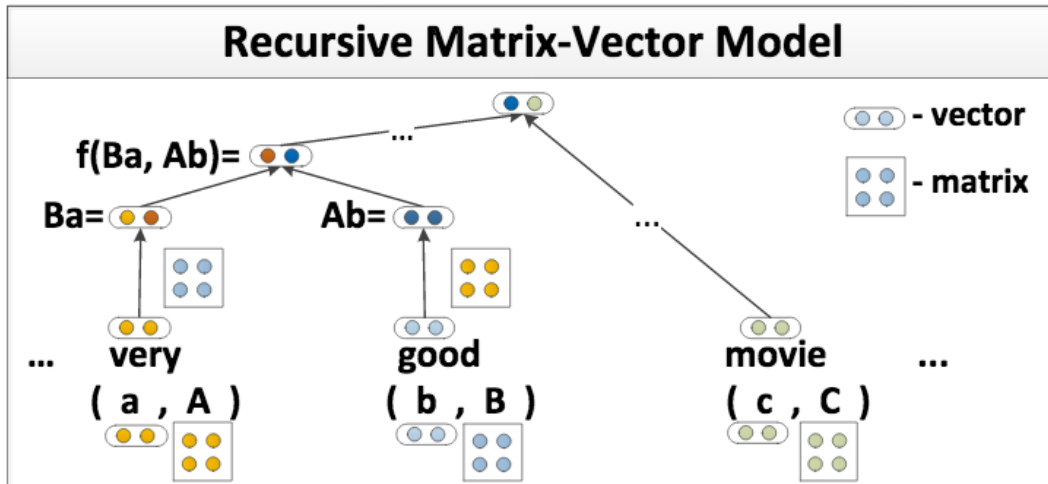 Recursive Matrix-Vector Model
... - vector
f(Ba, Ab)=
- matrix
Ba= Ab= ...
... very good movie ...
( a , A ) ( b , B ) ( c , C )